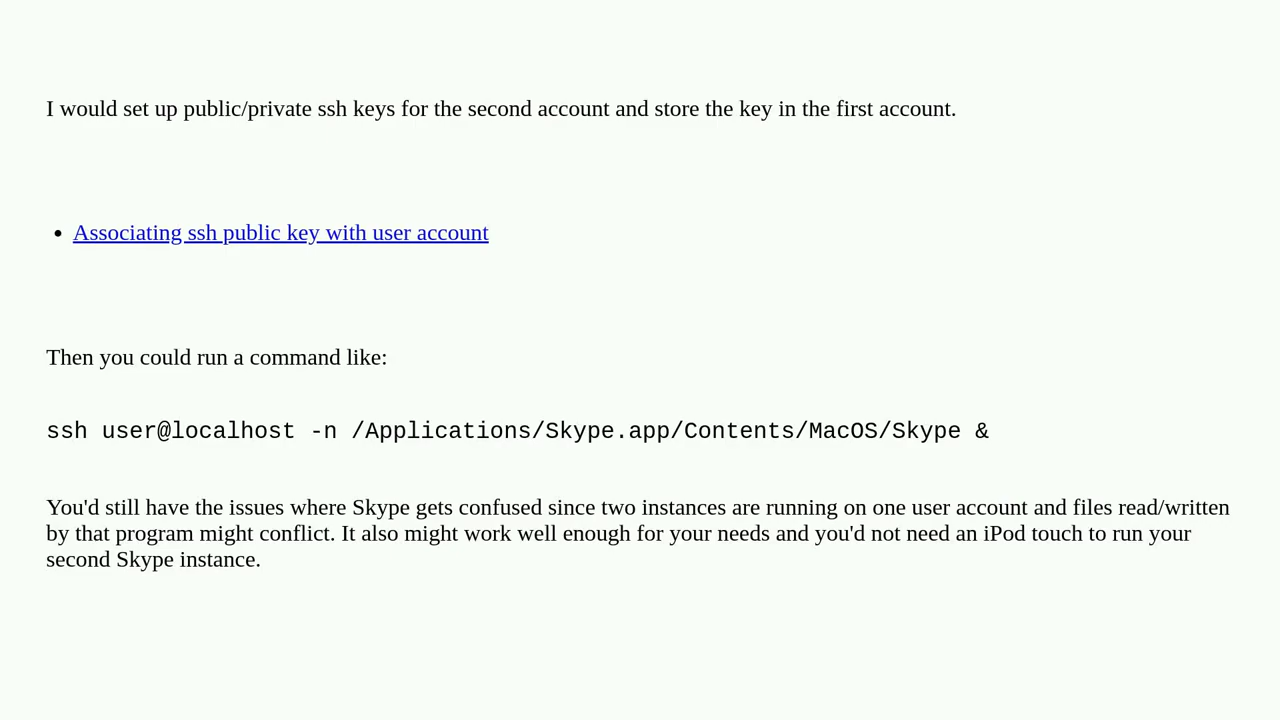 I would set up public/private ssh keys for the second account and store the key in the first account.
• Associating ssh public key with user account
Then you could run a command like:
ssh user@localhost -n /Applications/Skype.app/Contents/MacOS/Skype &
You'd still have the issues where Skype gets confused since two instances are running on one user account and files read/written
by that program might conflict. It also might work well enough for your needs and you'd not need an iPod touch to run your
second Skype instance.